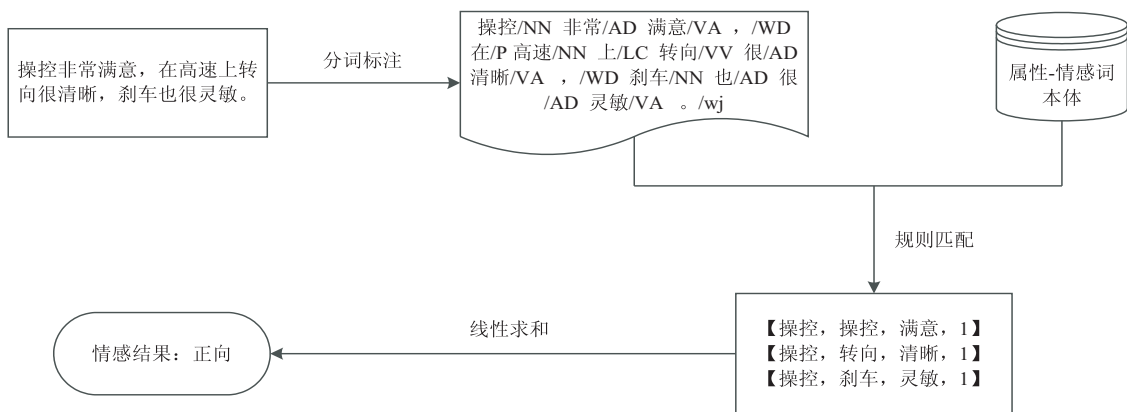 操控非常满意，在高速上转
向很清晰，刹车也很灵敏。
分词标注
操控/NN 非常/AD 满意/VA ，/WD
在/P 高速/NN 上/LC 转向/VV 很/AD
清晰/VA ，/WD 刹车/NN 也/AD 很
/AD 灵敏/VA 。/wj
属性-情感词
本体
规则匹配
【操控，操控，满意，1】
【操控，转向，清晰，1】
【操控，刹车，灵敏，1】
线性求和
情感结果：正向